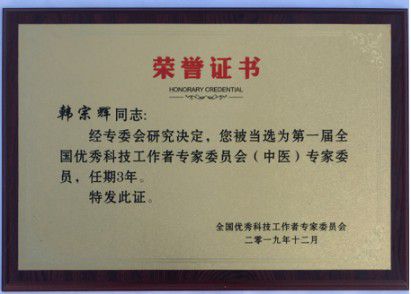 荣誉证书
HONORARY CREDENTIAL
韩宗辉同志:
经专委会研究决定，您被当选为第一届全
国优秀科技工作者专家委员会（中医）专家委
员，任期3年。
特发此证。
全国优秀科技工作者专家委员会
二零一九年十二月